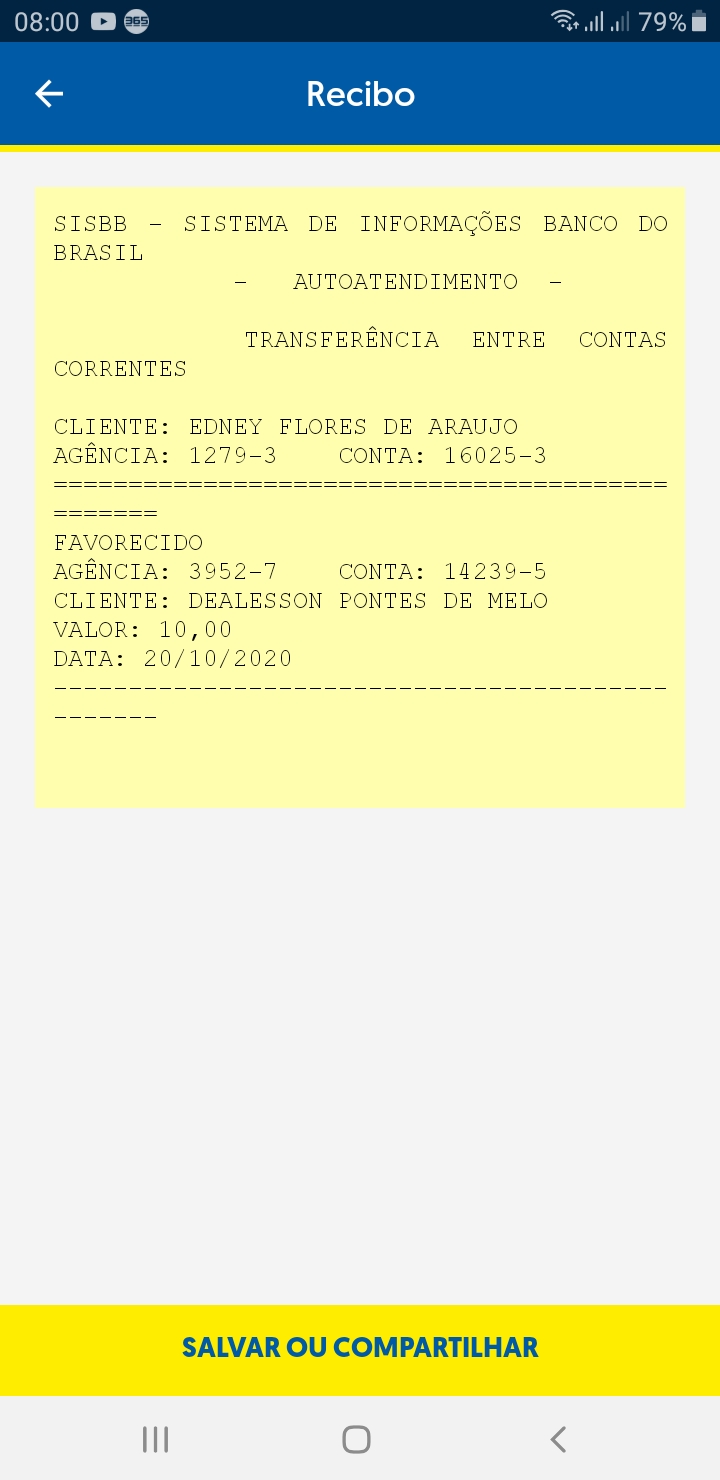 08:00 365 79%
Recibo
SISBB - SISTEMA DE INFORMAÇÕES BANCO DO
BRASIL
- AUTOATENDIMENTO -
TRANSFERÊNCIA ENTRE CONTAS
CORRENTES
CLIENTE: EDNEY FLORES DE ARAUJO
AGÊNCIA: 1279-3 CONTA: 16025-3
=========================================
=======
FAVORECIDO
AGÊNCIA: 3952-7 CONTA: 14239-5
CLIENTE: DEALESSON PONTES DE MELO
VALOR: 10,00
DATA: 20/10/2020
-----------------------------------------
-------
SALVAR OU COMPARTILHAR